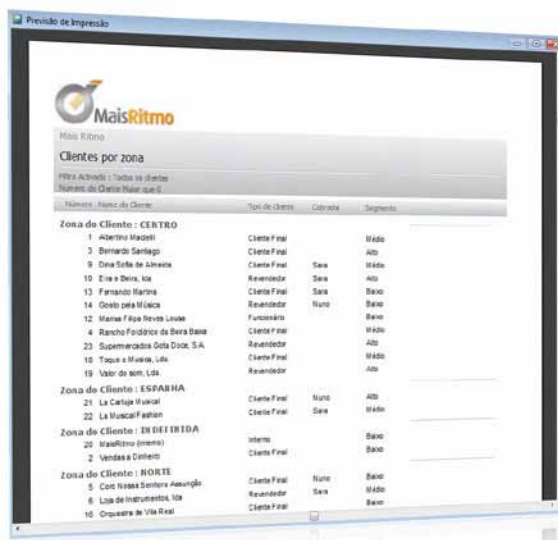 Previsão de Impressão
MaisRitmo
Mais Ritmo
Clientes por zona
Filtro Activado : Todos os clientes
Número do Cliente Maior que 0
Número Nome do Cliente Tipo de Cliente Cobrador Segmento
Zona do Cliente : CENTRO
1 Albertino Macielli Cliente Final Médio
3 Bernardo Santiago Cliente Final Alto
9 Dina Sofia de Almeida Cliente Final Sara Médio
10 Eiva e Beira, lda Revendedor Sara Alto
13 Fernando Martins Cliente Final Sara Baixo
14 Gosto pela Música Revendedor Nuno Baixo
12 Marisa Filipa Neves Lousa Funcionário Baixo
4 Rancho Folclórico da Beira Baixa Cliente Final Médio
23 Supermercados Gota Doce, S.A. Revendedor Alto
18 Toque e Musica, Lda. Cliente Final Médio
19 Valor do som, Lda. Revendedor Alto
Zona do Cliente : ESPANHA
21 La Cartuja Musical Cliente Final Nuno Alto
22 La Musical Fashion Cliente Final Sara Médio
Zona do Cliente : INDEFINIDA
20 MaisRitmo (interno) Interno Baixo
2 Vendas a Dinheiro Cliente Final Baixo
Zona do Cliente : NORTE
5 Coro Nossa Senhora Assunção Cliente Final Nuno Baixo
6 Loja de Instrumentos, lda Revendedor Sara Médio
16 Orquestra de Vila Real Cliente Final Baixo